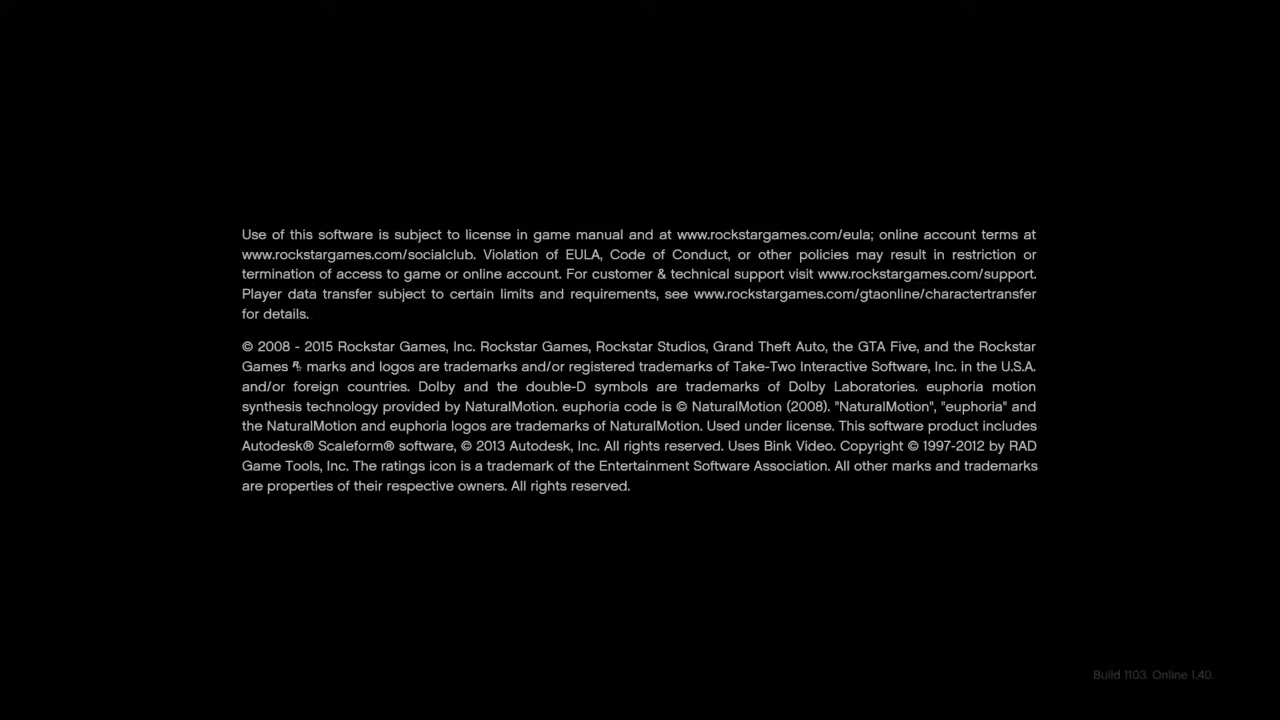 Use of this software is subject to license in game manual and at www.rockstargames.com/eula; online account terms at
www.rockstargames.com/socialclub. Violation of EULA, Code of Conduct, or other policies may result in restriction or
termination of access to game or online account. For customer & technical support visit www.rockstargames.com/support.
Player data transfer subject to certain limits and requirements, see www.rockstargames.com/gtaonline/charactertransfer
for details.
© 2008 - 2015 Rockstar Games, Inc. Rockstar Games, Rockstar Studios, Grand Theft Auto, the GTA Five, and the Rockstar
Games R* marks and logos are trademarks and/or registered trademarks of Take-Two Interactive Software, Inc. in the U.S.A.
and/or foreign countries. Dolby and the double-D symbols are trademarks of Dolby Laboratories. euphoria motion
synthesis technology provided by NaturalMotion. euphoria code is © NaturalMotion (2008). "NaturalMotion", "euphoria" and
the NaturalMotion and euphoria logos are trademarks of NaturalMotion. Used under license. This software product includes
Autodesk® Scaleform® software, © 2013 Autodesk, Inc. All rights reserved. Uses Bink Video. Copyright © 1997-2012 by RAD
Game Tools, Inc. The ratings icon is a trademark of the Entertainment Software Association. All other marks and trademarks
are properties of their respective owners. All rights reserved.
Build 1103. Online 1.40.